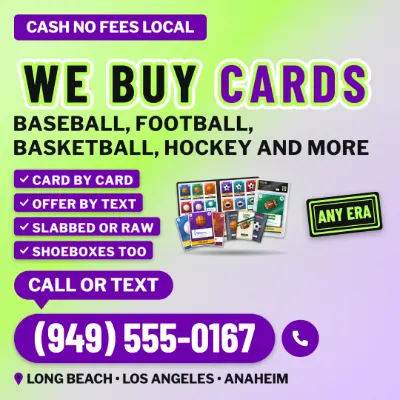 CASH NO FEES LOCAL
WE BUY CARDS
BASEBALL, FOOTBALL,
BASKETBALL, HOCKEY AND MORE
CARD BY CARD
OFFER BY TEXT
SLABBED OR RAW
SHOEBOXES TOO
ANY ERA
CALL OR TEXT
(949) 555-0167
LONG BEACH • LOS ANGELES • ANAHEIM